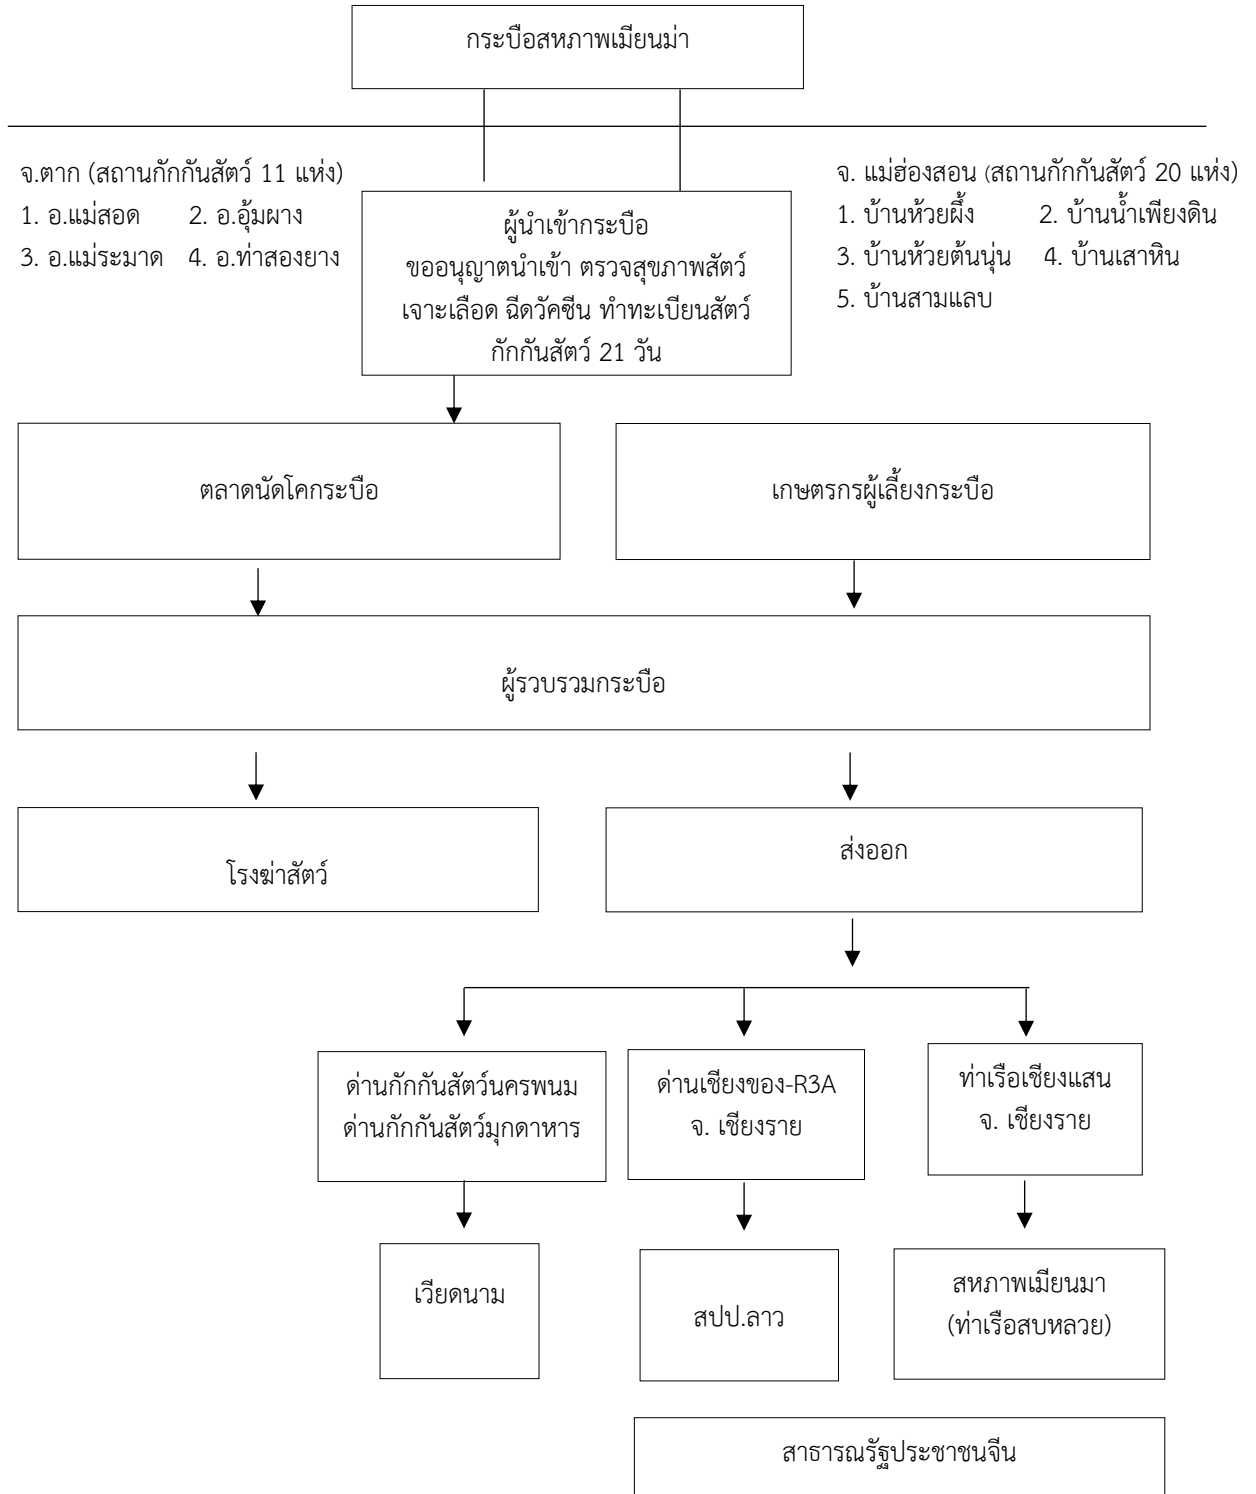 กระบือสหภาพเมียนม่า
จ.ตาก (สถานกักกันสัตว์ 11 แห่ง)
1. อ.แม่สอด 2. อ.อุ้มผาง
3. อ.แม่ระมาด 4. อ.ท่าสองยาง
ผู้นำเข้ากระบือ
ขออนุญาตนำเข้า ตรวจสุขภาพสัตว์
เจาะเลือด ฉีดวัคซีน ทำทะเบียนสัตว์
กักกันสัตว์ 21 วัน
จ. แม่ฮ่องสอน (สถานกักกันสัตว์ 20 แห่ง)
1. บ้านห้วยผึ้ง 2. บ้านน้ำเพียงดิน
3. บ้านห้วยต้นนุ่น 4. บ้านเสาหิน
5. บ้านสามแลบ
ตลาดนัดโคกระบือ
เกษตรกรผู้เลี้ยงกระบือ
ผู้รวบรวมกระบือ
โรงฆ่าสัตว์
ส่งออก
ด่านกักกันสัตว์นครพนม
ด่านกักกันสัตว์มุกดาหาร
ด่านเชียงของ-R3A
จ. เชียงราย
ท่าเรือเชียงแสน
จ. เชียงราย
เวียดนาม
สปป.ลาว
สหภาพเมียนมา
(ท่าเรือสบหลวย)
สาธารณรัฐประชาชนจีน